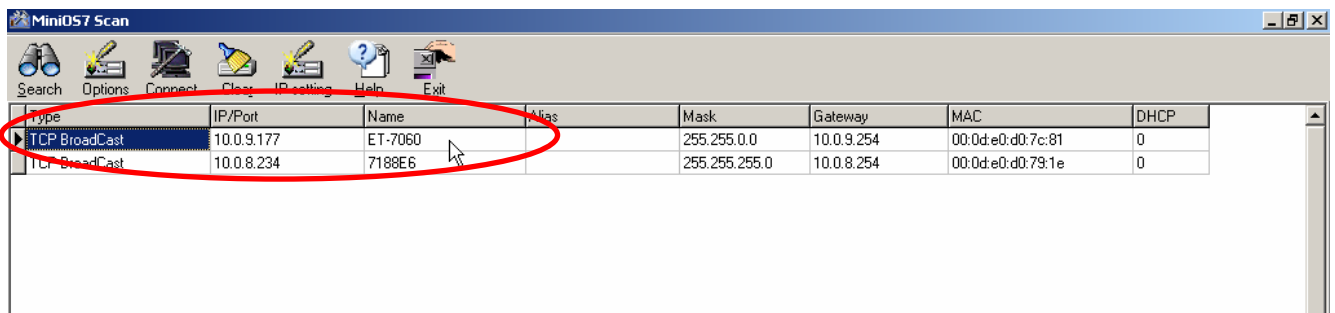 MiniOS7 Scan
Search Options Connect Clear IP setting Help Exit
Type IP/Port Name Alias Mask Gateway MAC DHCP
TCP BroadCast 10.0.9.177 ET-7060 255.255.0.0 10.0.9.254 00:0d:e0:d0:7c:81 0
TCP BroadCast 10.0.8.234 7188E6 255.255.255.0 10.0.8.254 00:0d:e0:d0:79:1e 0